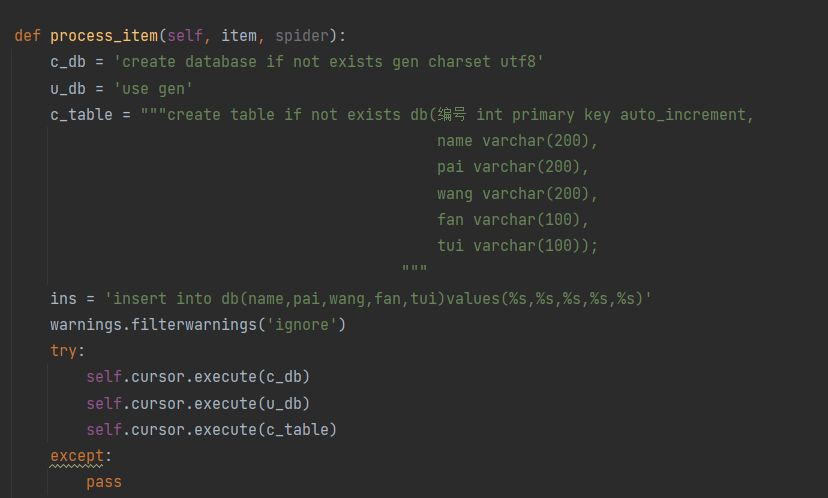 def process_item(self, item, spider):
c_db = 'create database if not exists gen charset utf8'
u_db = 'use gen'
c_table = """create table if not exists db(编号 int primary key auto_increment,
name varchar(200),
pai varchar(200),
wang varchar(200),
fan varchar(100),
tui varchar(100));
"""
ins = 'insert into db(name,pai,wang,fan,tui)values(%s,%s,%s,%s,%s)'
warnings.filterwarnings('ignore')
try:
self.cursor.execute(c_db)
self.cursor.execute(u_db)
self.cursor.execute(c_table)
except:
pass